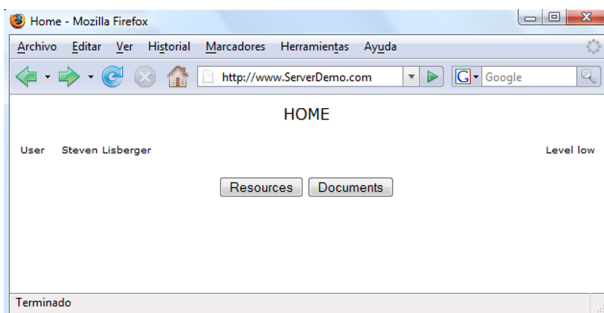 Home - Mozilla Firefox
Archivo Editar Ver Historial Marcadores Herramientas Ayuda
http://www.ServerDemo.com G Google
HOME
User Steven Lisberger Level low
Resources Documents
Terminado